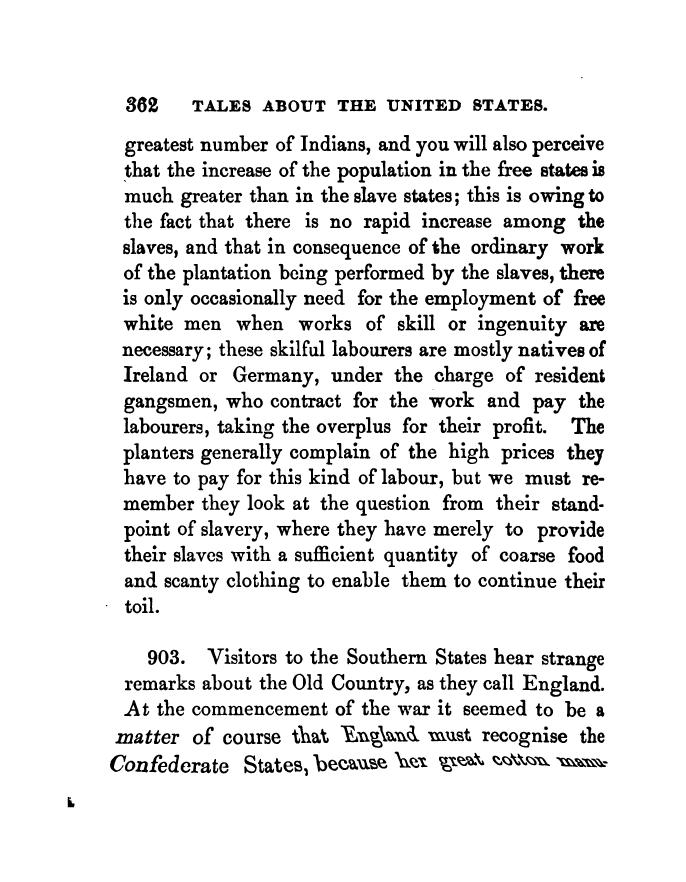 362 TALES ABOUT THE UNITED STATES.
greatest number of Indians, and you will also perceive
that the increase of the population in the free states is
much greater than in the slave states; this is owing to
the fact that there is no rapid increase among the
slaves, and that in consequence of the ordinary work
of the plantation being performed by the slaves, there
is only occasionally need for the employment of free
white men when works of skill or ingenuity are
necessary; these skilful labourers are mostly natives of
Ireland or Germany, under the charge of resident
gangsmen, who contract for the work and pay the
labourers, taking the overplus for their profit. The
planters generally complain of the high prices they
have to pay for this kind of labour, but we must re-
member they look at the question from their stand-
point of slavery, where they have merely to provide
their slaves with a sufficient quantity of coarse food
and scanty clothing to enable them to continue their
toil.
903. Visitors to the Southern States hear strange
remarks about the Old Country, as they call England.
At the commencement of the war it seemed to be a
matter of course that England must recognise the
Confederate States, because her great cotton manu-